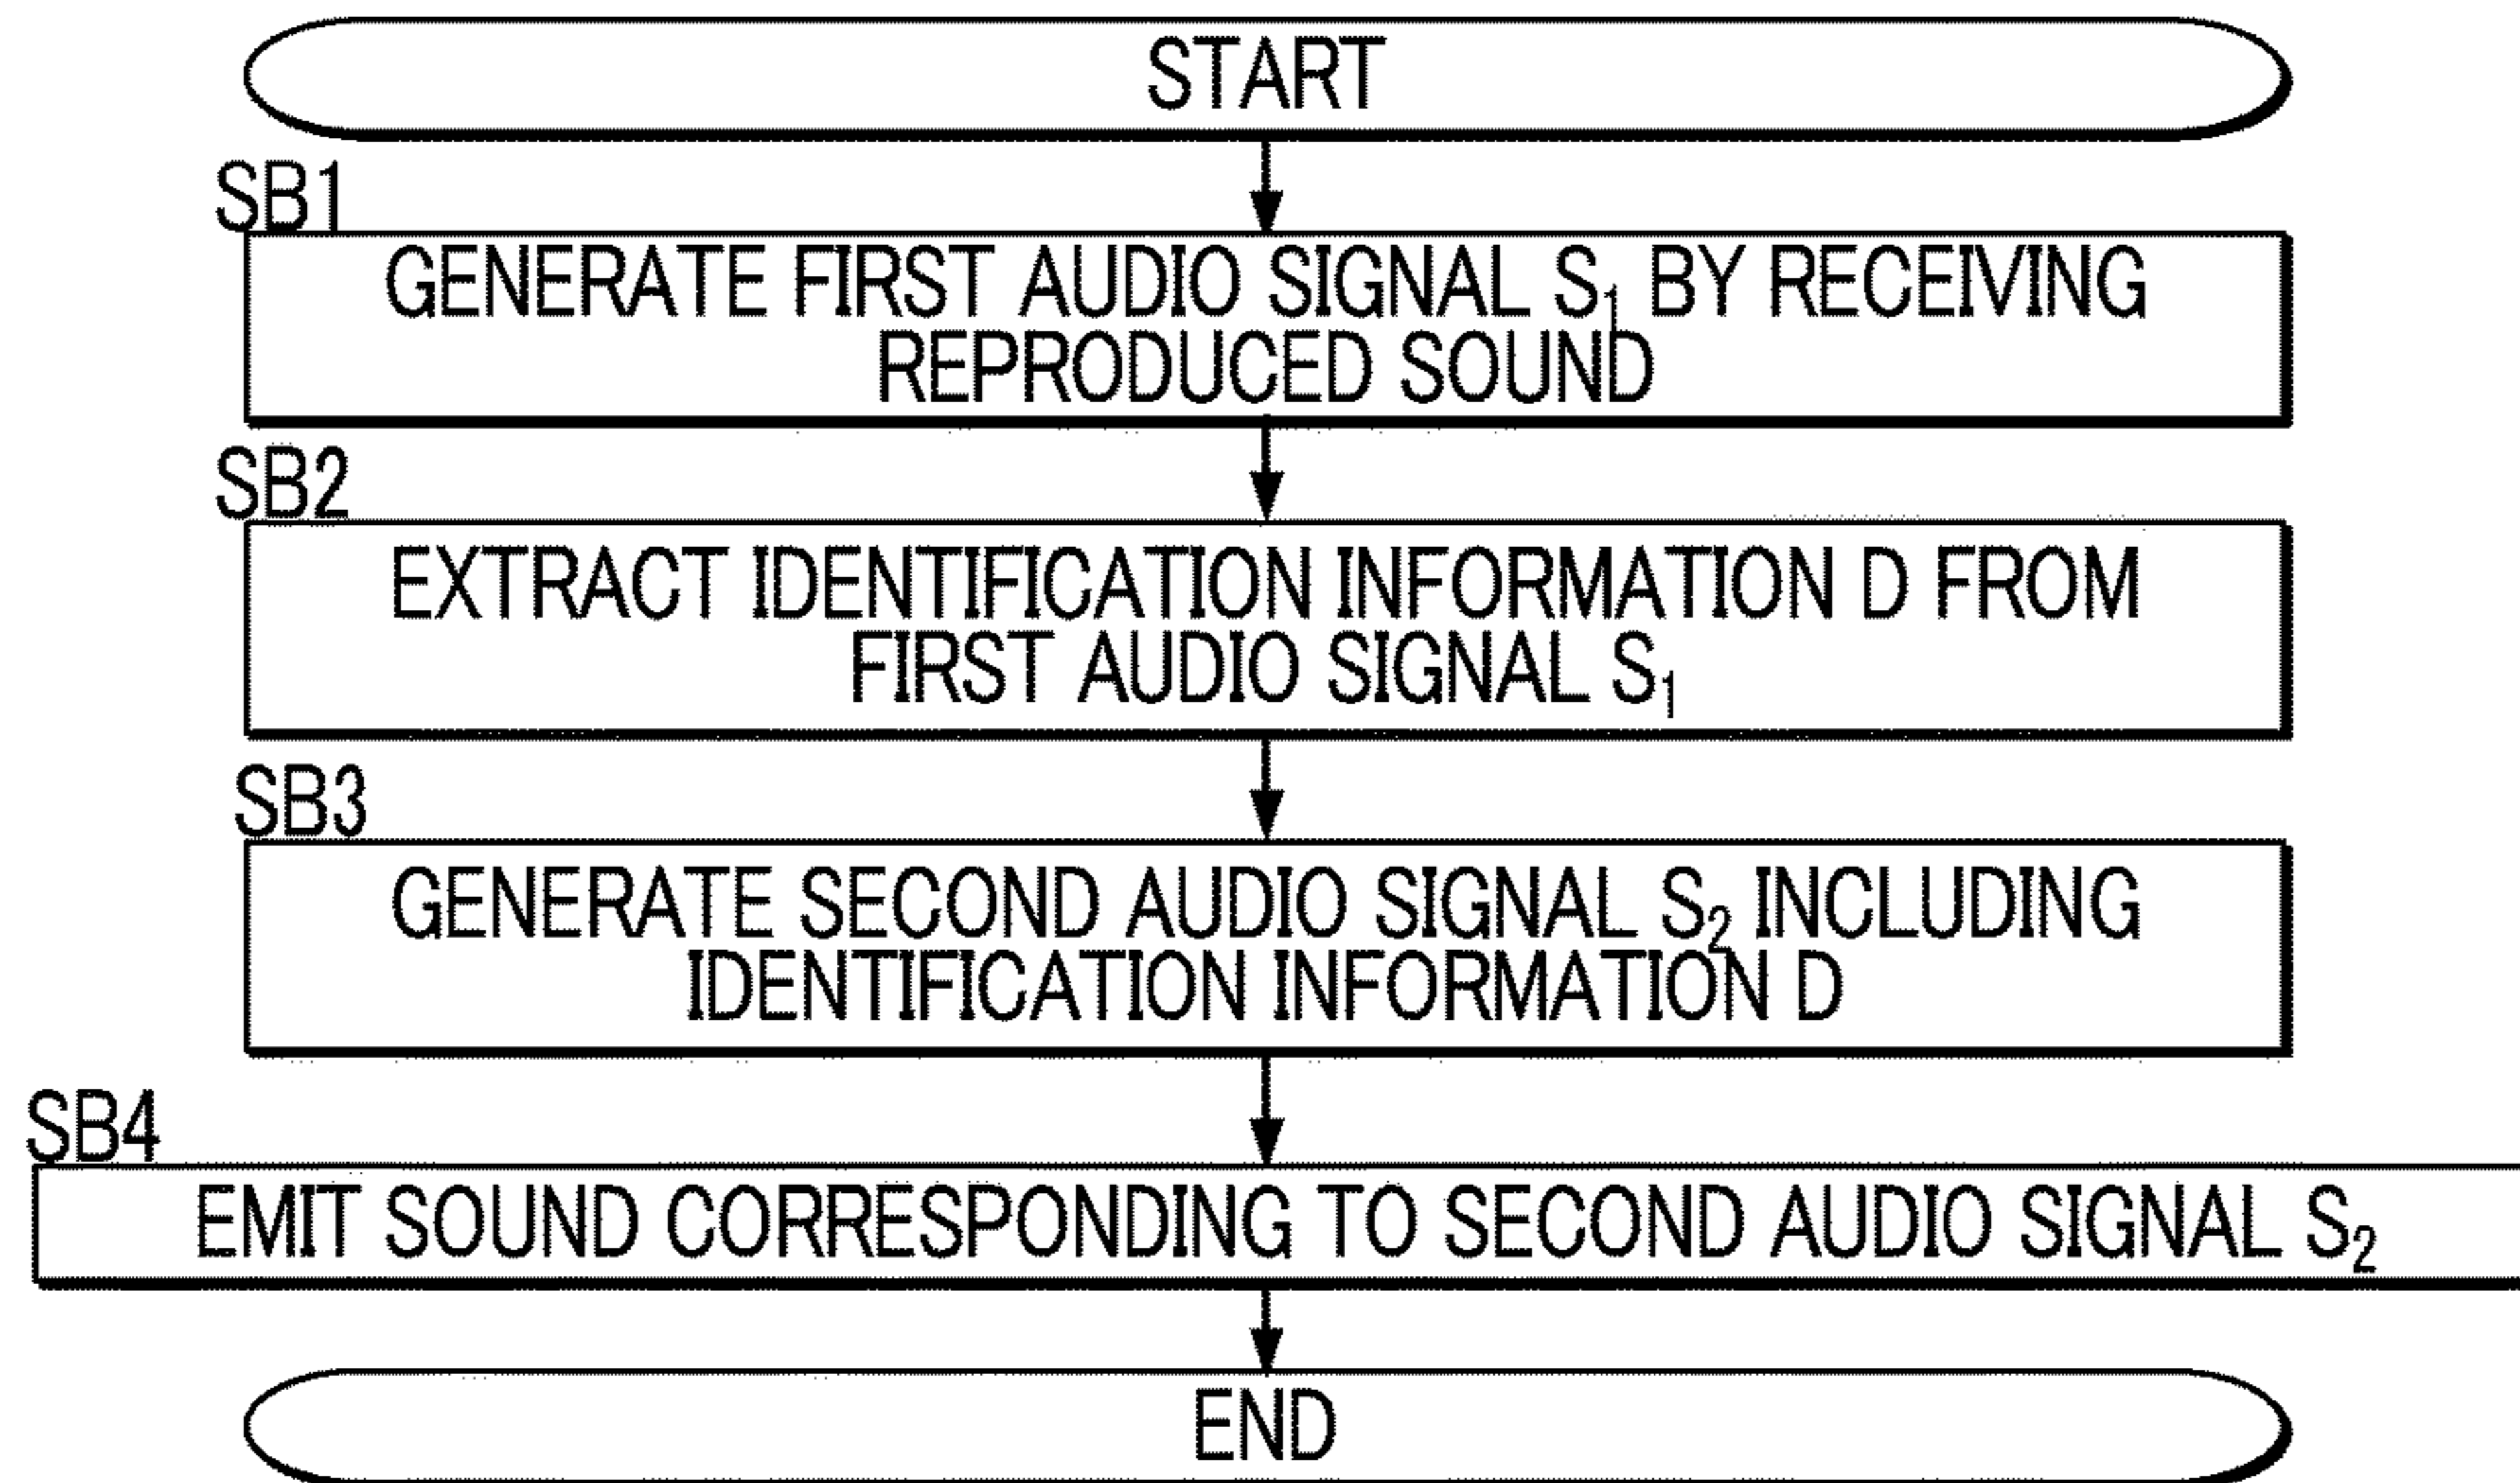 START
SB1
GENERATE FIRST AUDIO SIGNAL S₁ BY RECEIVING
REPRODUCED SOUND
SB2
EXTRACT IDENTIFICATION INFORMATION D FROM
FIRST AUDIO SIGNAL S₁
SB3
GENERATE SECOND AUDIO SIGNAL S₂ INCLUDING
IDENTIFICATION INFORMATION D
SB4
EMIT SOUND CORRESPONDING TO SECOND AUDIO SIGNAL S₂
END